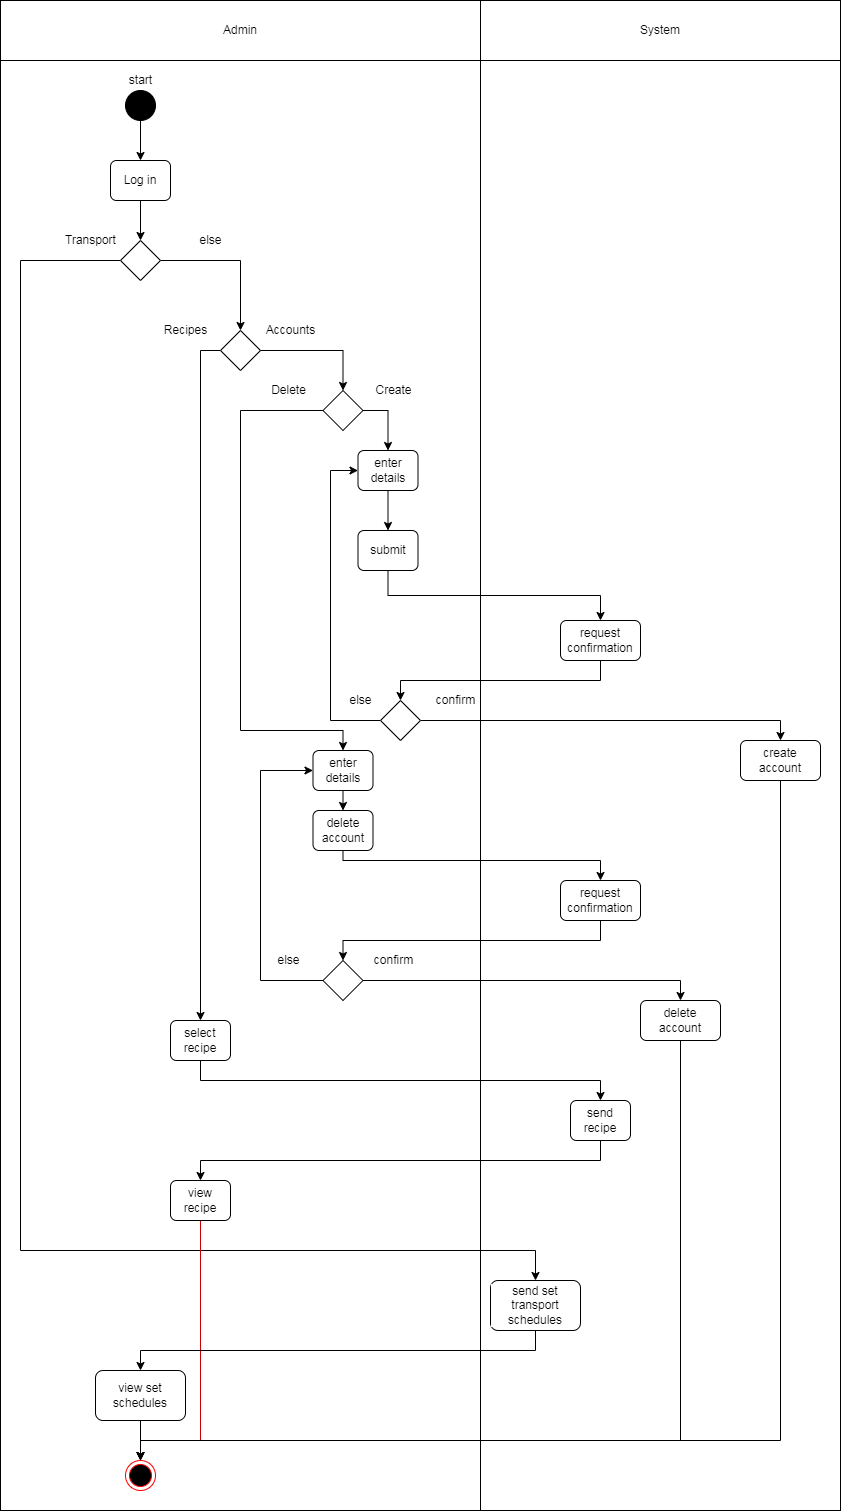 Admin
System
start
Log in
Transport
else
Recipes
Accounts
Delete
Create
enter
details
submit
request
confirmation
else
confirm
enter
details
create
account
delete
account
request
confirmation
else
confirm
delete
account
select
recipe
send
recipe
view
recipe
send set
transport
schedules
view set
schedules